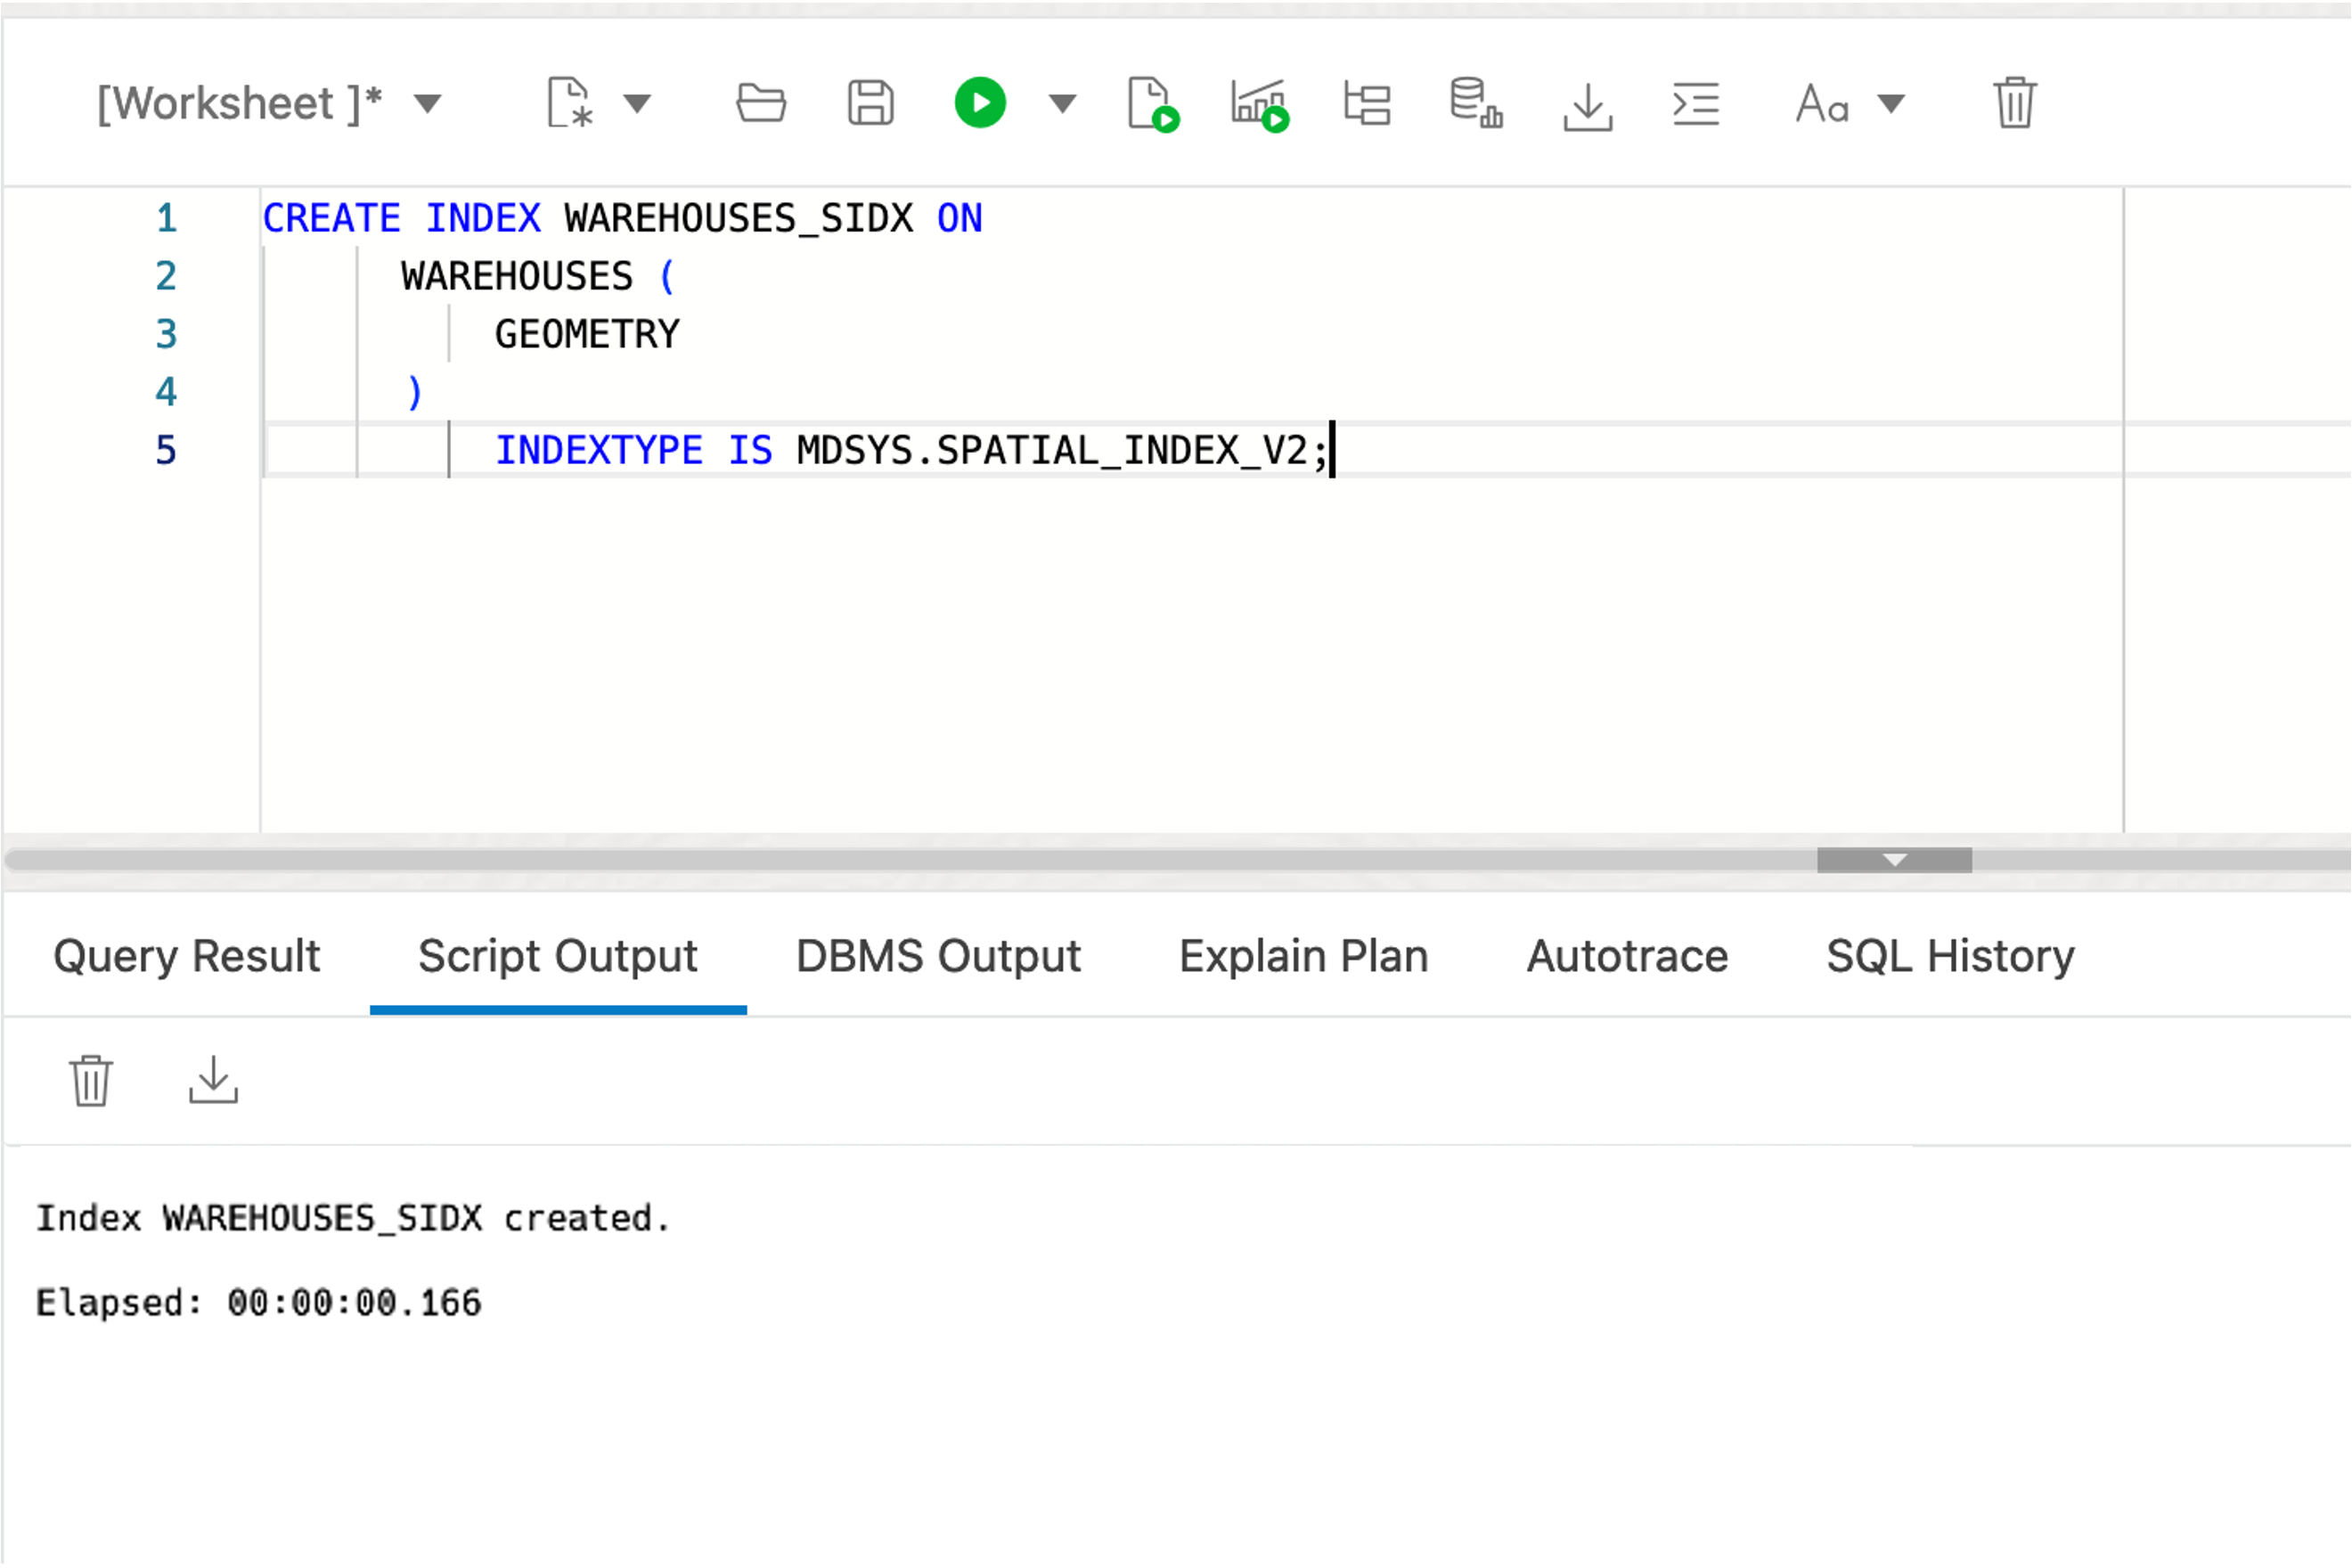 [Worksheet ]* Aa
1 CREATE INDEX WAREHOUSES_SIDX ON
2 WAREHOUSES (
3 GEOMETRY
4 )
5 INDEXTYPE IS MDSYS.SPATIAL_INDEX_V2;
Query Result Script Output DBMS Output Explain Plan Autotrace SQL History
Index WAREHOUSES_SIDX created.
Elapsed: 00:00:00.166